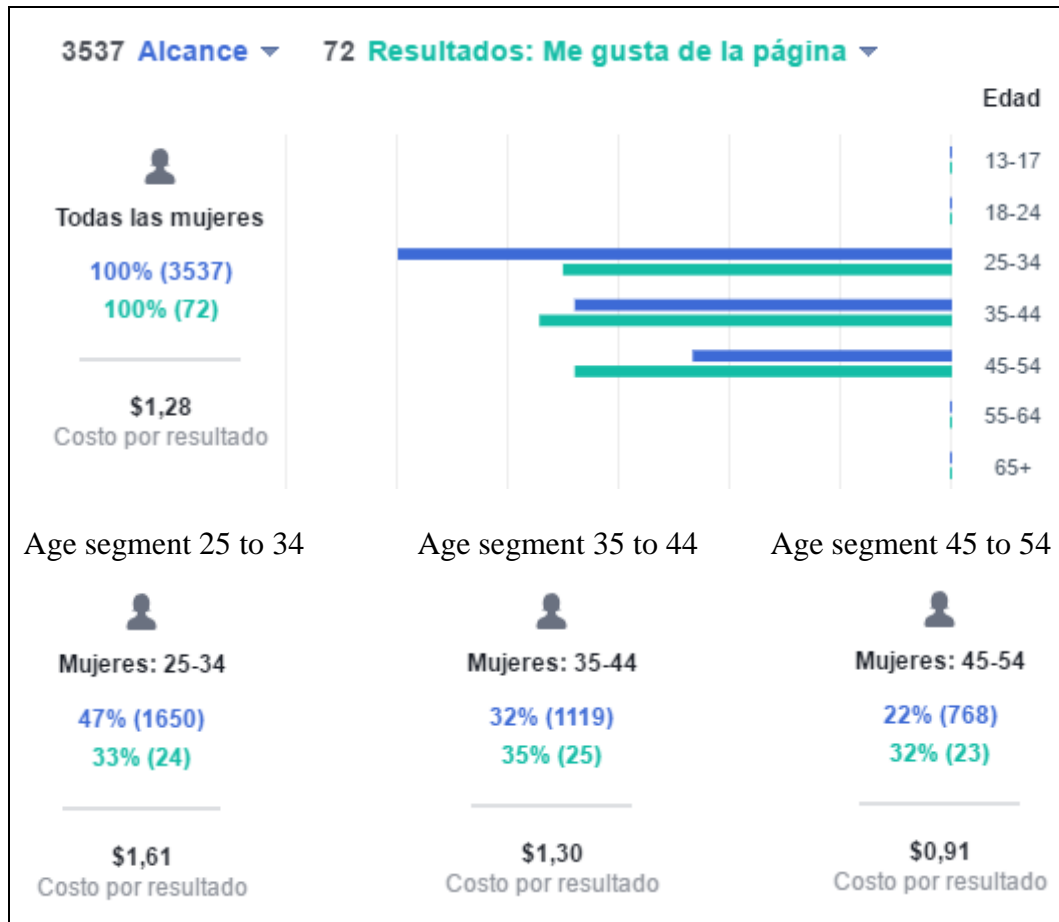 3537 Alcance 72 Resultados: Me gusta de la página
Edad
13-17
18-24
25-34
35-44
45-54
55-64
65+
Todas las mujeres
100% (3537)
100% (72)
$1,28
Costo por resultado
Age segment 25 to 34 Age segment 35 to 44 Age segment 45 to 54
Mujeres: 25-34
47% (1650)
33% (24)
$1,61
Costo por resultado
Mujeres: 35-44
32% (1119)
35% (25)
$1,30
Costo por resultado
Mujeres: 45-54
22% (768)
32% (23)
$0,91
Costo por resultado